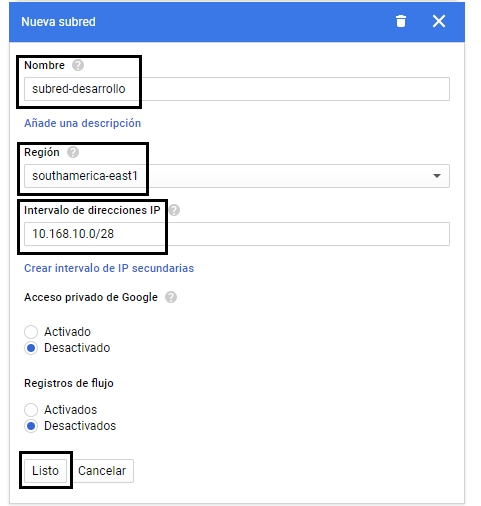 Nueva subred
Nombre
subred-desarrollo
Añade una descripción
Región
southamerica-east1
Intervalo de direcciones IP
10.168.10.0/28
Crear intervalo de IP secundarias
Acceso privado de Google
Activado
Desactivado
Registros de flujo
Activados
Desactivados
Listo Cancelar